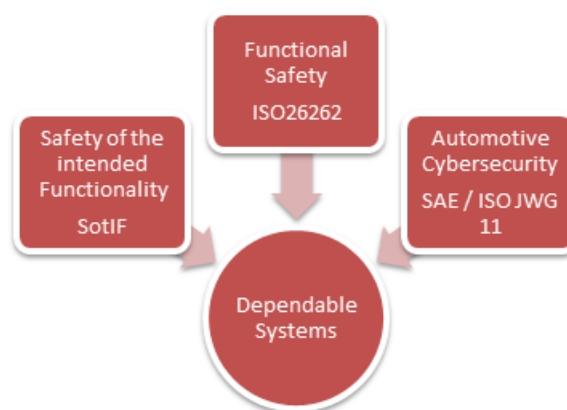 Functional
Safety
ISO26262
Safety of the
intended
Functionality
SotIF
Automotive
Cybersecurity
SAE / ISO JWG
11
Dependable
Systems